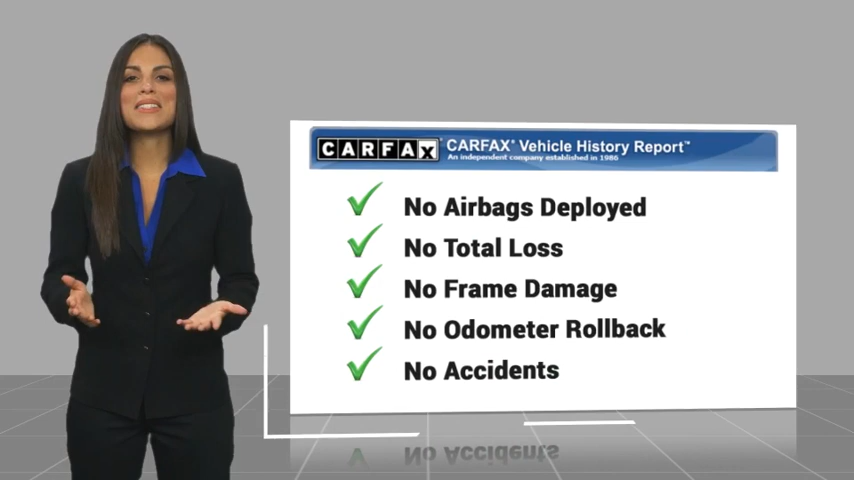 CARFAX
CARFAX® Vehicle History Report™
An independent company established in 1986
No Airbags Deployed
No Total Loss
No Frame Damage
No Odometer Rollback
No Accidents
No Accidents